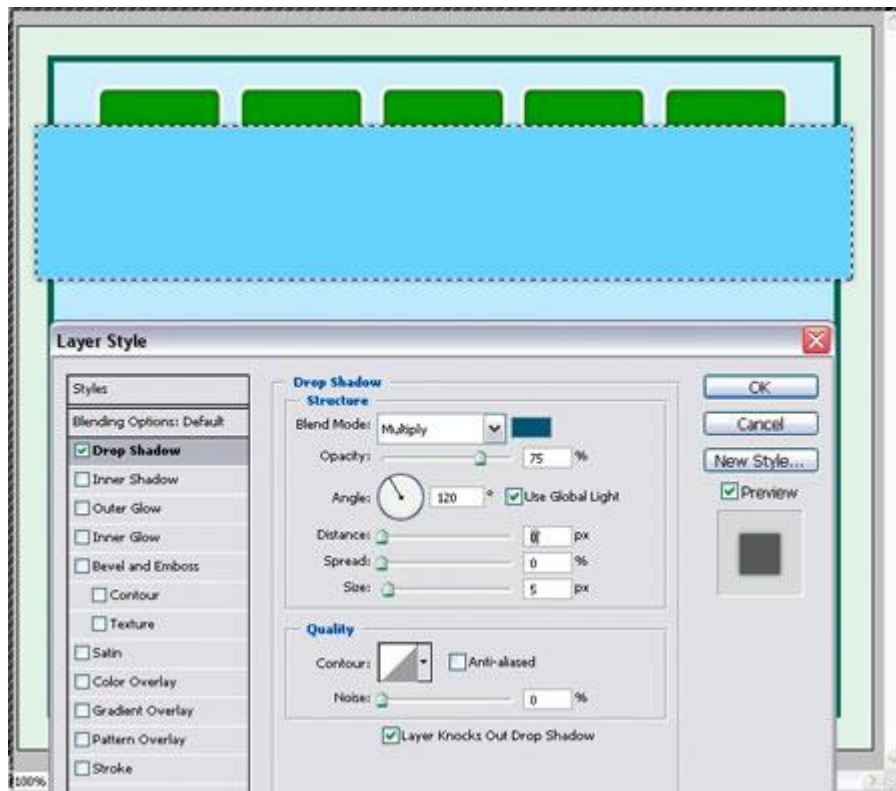 Layer Style
Styles
Blending Options: Default
Drop Shadow
Inner Shadow
Outer Glow
Inner Glow
Bevel and Emboss
Contour
Texture
Satin
Color Overlay
Gradient Overlay
Pattern Overlay
Stroke
Drop Shadow
Structure
Blend Mode: Multiply
Opacity: 75 %
Angle: 120 ° Use Global Light
Distance: 0 px
Spread: 0 %
Size: 5 px
Quality
Contour: Anti-aliased
Noise: 0 %
Layer Knocks Out Drop Shadow
OK
Cancel
New Style...
Preview
100%